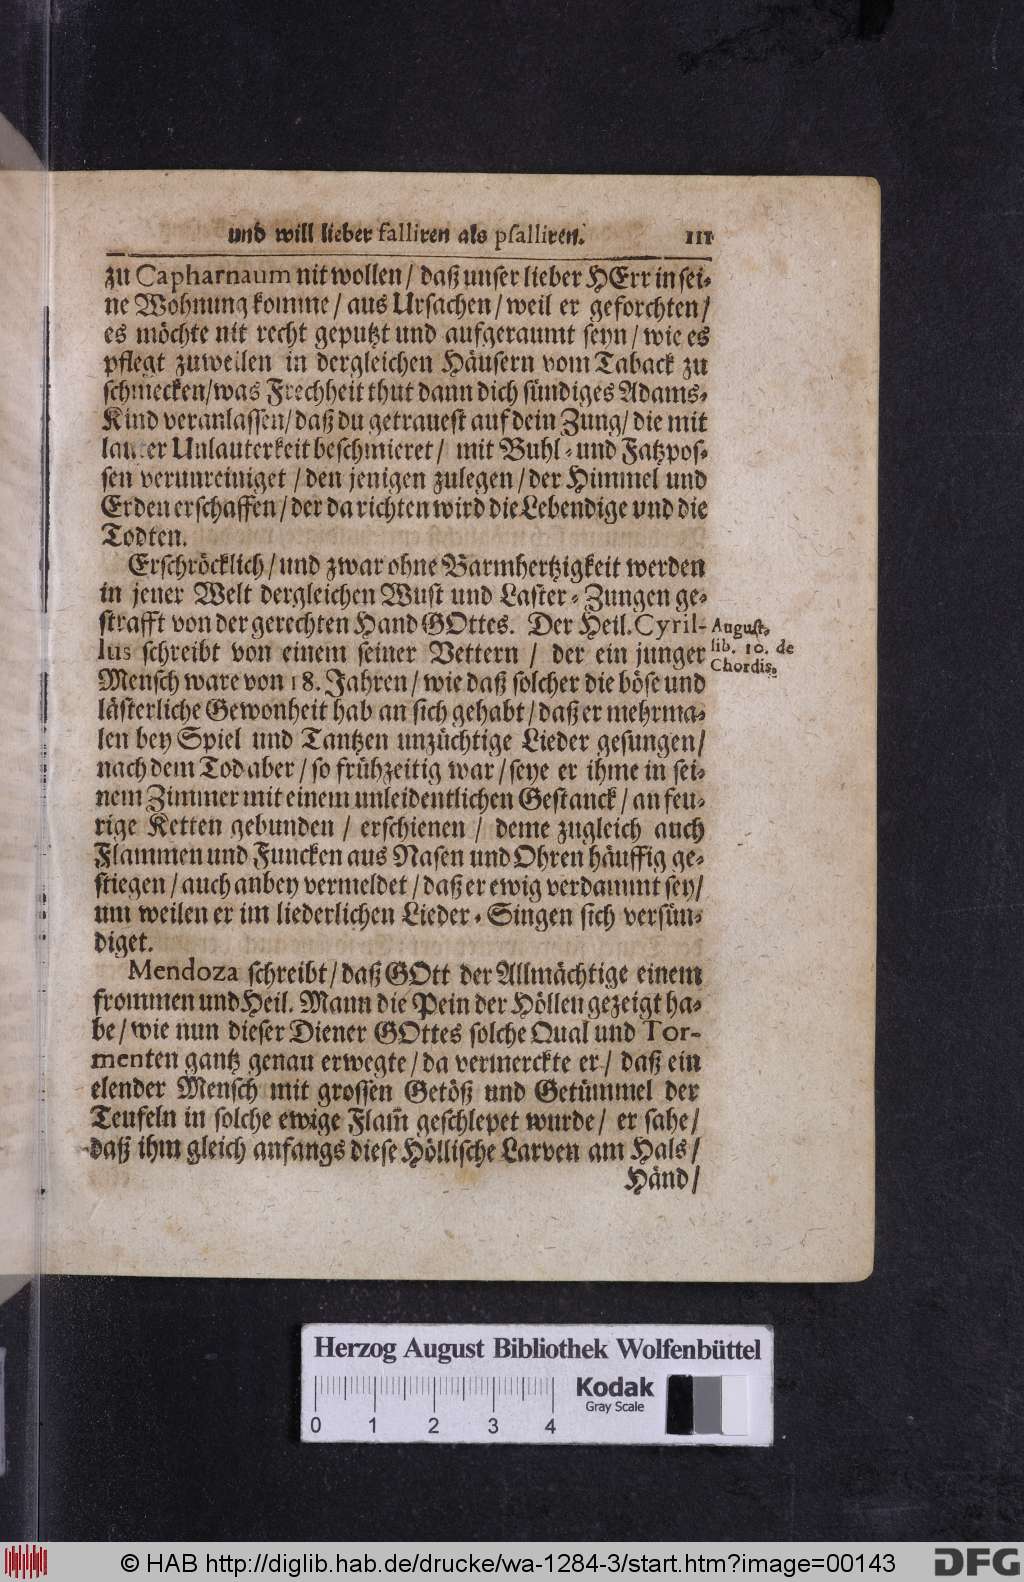 und will lieber falliren als psalliren. 111
zu Capharnaum nit wollen / daß unser lieber HErr in sei-
ne Wohnung komme / aus Ursachen / weil er geforchten /
es möchte nit recht geputzt und aufgeraumt seyn / wie es
pflegt zuweilen in dergleichen Häusern vom Taback zu
schmecken / was Frechheit thut dann dich sündiges Adams-
Kind veranlassen / daß du getrauest auf dein Zung / die mit
lauter Unlauterkeit beschmieret / mit Buhl- und Fatzpos-
sen verunreiniget / den jenigen zulegen / der Himmel und
Erden erschaffen / der da richten wird die Lebendige vnd die
Todten.
Erschröcklich / und zwar ohne Barmhertzigkeit werden
in jener Welt dergleichen Wust und Laster-Zungen ge-
strafft von der gerechten Hand GOttes. Der Heil. Cyril-
lus schreibt von einem seiner Vettern / der ein junger
Mensch ware von 18. Jahren / wie daß solcher die böse und
lästerliche Gewonheit hab an sich gehabt / daß er mehrma-
len bey Spiel und Tantzen unzüchtige Lieder gesungen /
nach dem Tod aber / so frühzeitig war / seye er ihme in sei-
nem Zimmer mit einem unleidentlichen Gestanck / an feu-
rige Ketten gebunden / erschienen / deme zugleich auch
Flammen und Funcken aus Nasen und Ohren häuffig ge-
stiegen / auch anbey vermeldet / daß er ewig verdammt sey /
um weilen er im liederlichen Lieder-Singen sich versün-
diget.
August.
lib. 10. de
Chordis.
Mendoza schreibt / daß GOtt der Allmächtige einem
frommen und Heil. Mann die Pein der Höllen gezeigt ha-
be / wie nun dieser Diener GOttes solche Qual und Tor-
menten gantz genau erwegte / da vermerckte er / daß ein
elender Mensch mit grossen Getöß und Getümmel der
Teufeln in solche ewige Flam̃ geschlepet wurde / er sahe /
daß ihm gleich anfangs diese Höllische Larven am Hals /
Händ /
Herzog August Bibliothek Wolfenbüttel
Kodak
Gray Scale
0 1 2 3 4
© HAB http://diglib.hab.de/drucke/wa-1284-3/start.htm?image=00143
DFG